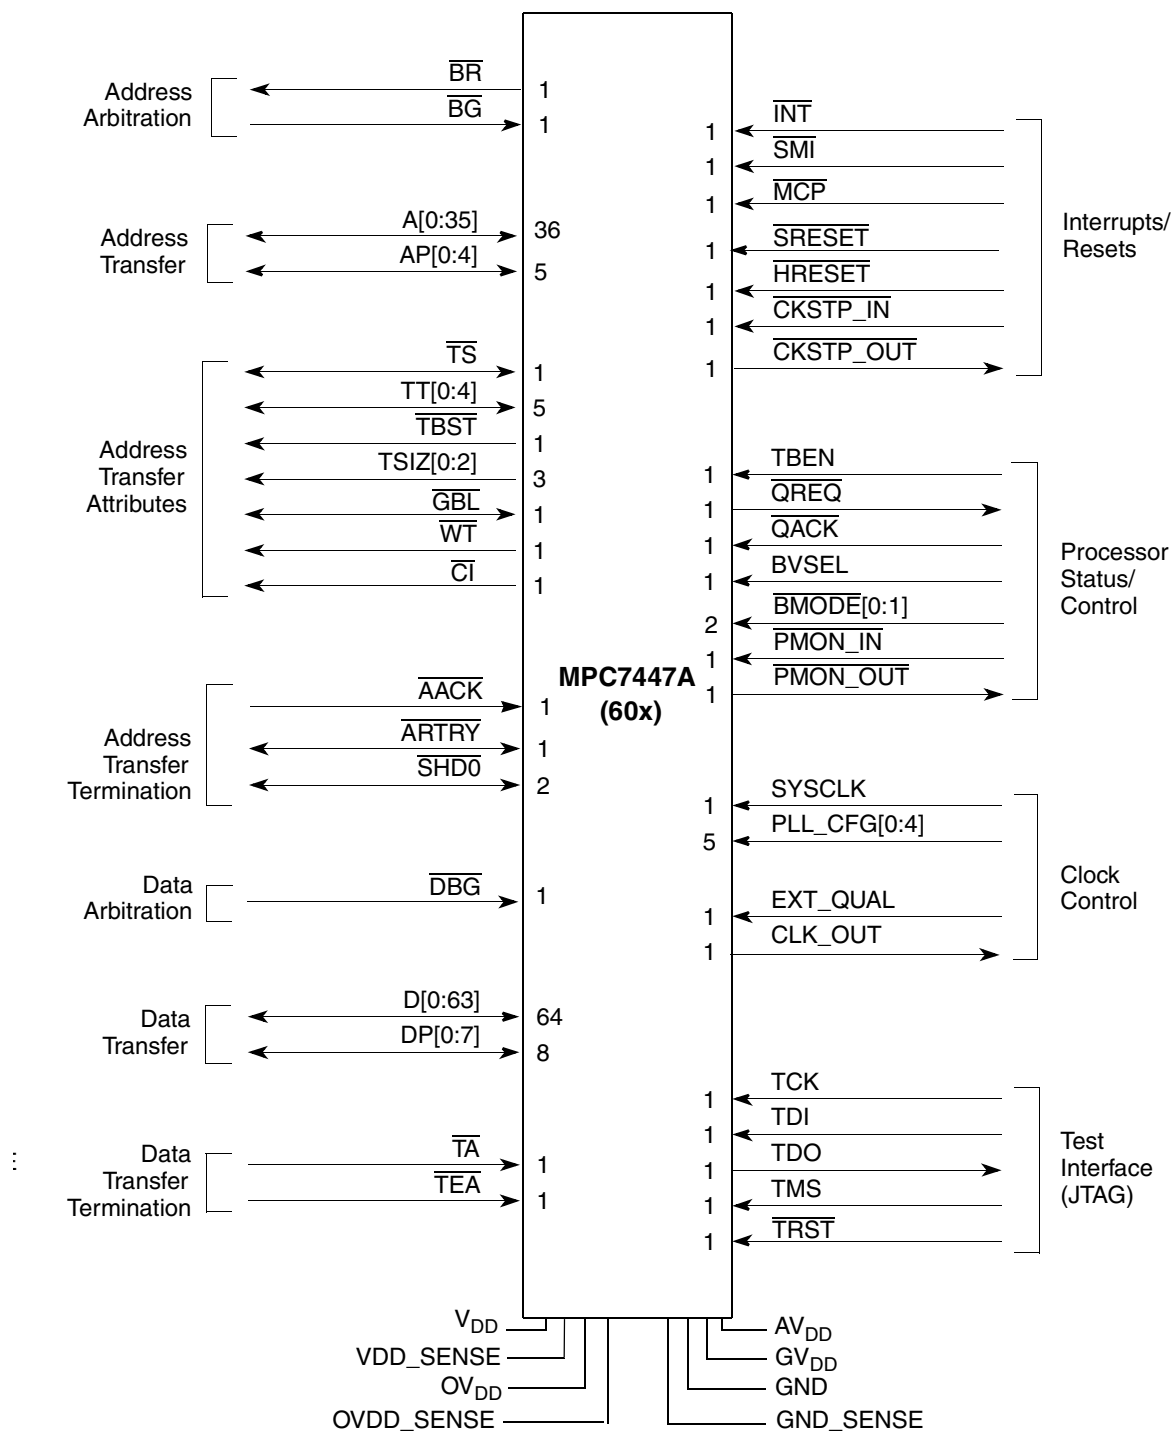 Address
Arbitration
BR
1
BG
1
Address
Transfer
A[0:35]
36
AP[0:4]
5
Address
Transfer
Attributes
TS
1
TT[0:4]
5
TBST
1
TSIZ[0:2]
3
GBL
1
WT
1
CI
1
Address
Transfer
Termination
AACK
1
ARTRY
1
SHD0
2
Data
Arbitration
DBG
1
Data
Transfer
D[0:63]
64
DP[0:7]
8
...
Data
Transfer
Termination
TA
1
TEA
1
MPC7447A
(60x)
1
INT
1
SMI
1
MCP
1
SRESET
1
HRESET
1
CKSTP_IN
1
CKSTP_OUT
Interrupts/
Resets
1
TBEN
1
QREQ
1
QACK
1
BVSEL
2
BMODE[0:1]
1
PMON_IN
1
PMON_OUT
Processor
Status/
Control
1
SYSCLK
5
PLL_CFG[0:4]
1
EXT_QUAL
1
CLK_OUT
Clock
Control
1
TCK
1
TDI
1
TDO
1
TMS
1
TRST
Test
Interface
(JTAG)
VDD
VDD_SENSE
OVDD
OVDD_SENSE
AVDD
GVDD
GND
GND_SENSE